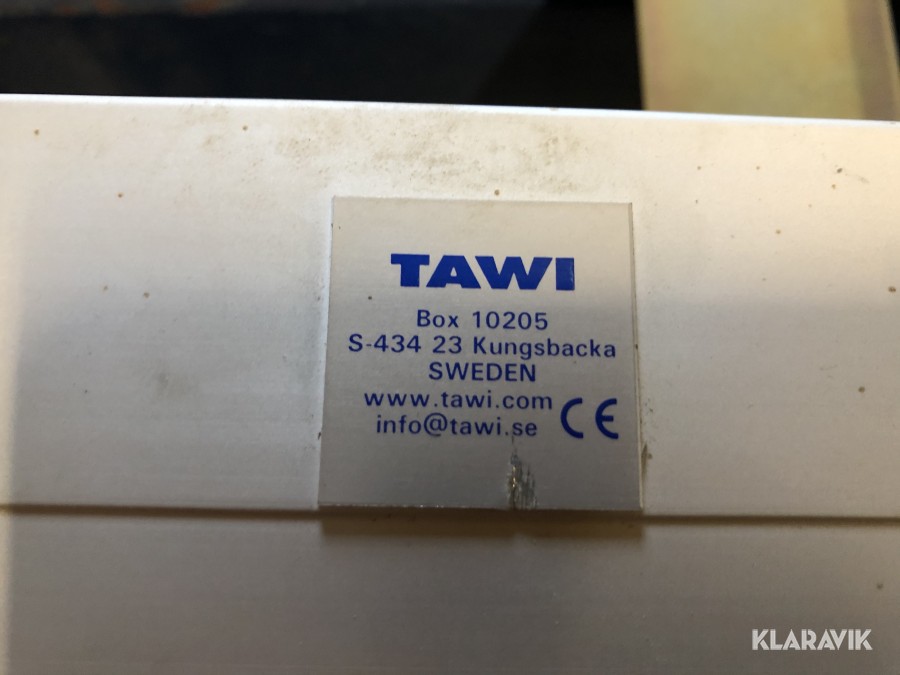 TAWI
Box 10205
S-434 23 Kungsbacka
SWEDEN
www.tawi.com
info@tawi.se CE
KLARAVIK